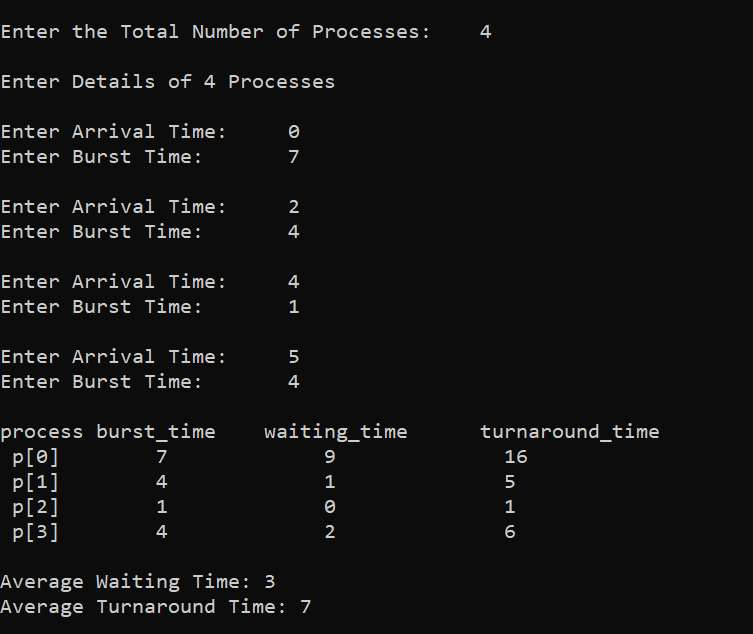 Enter the Total Number of Processes:    4
Enter Details of 4 Processes
Enter Arrival Time:     0
Enter Burst Time:       7
Enter Arrival Time:     2
Enter Burst Time:       4
Enter Arrival Time:     4
Enter Burst Time:       1
Enter Arrival Time:     5
Enter Burst Time:       4
process burst_time    waiting_time      turnaround_time
p[0]        7             9              16
p[1]        4             1              5
p[2]        1             0              1
p[3]        4             2              6
Average Waiting Time: 3
Average Turnaround Time: 7